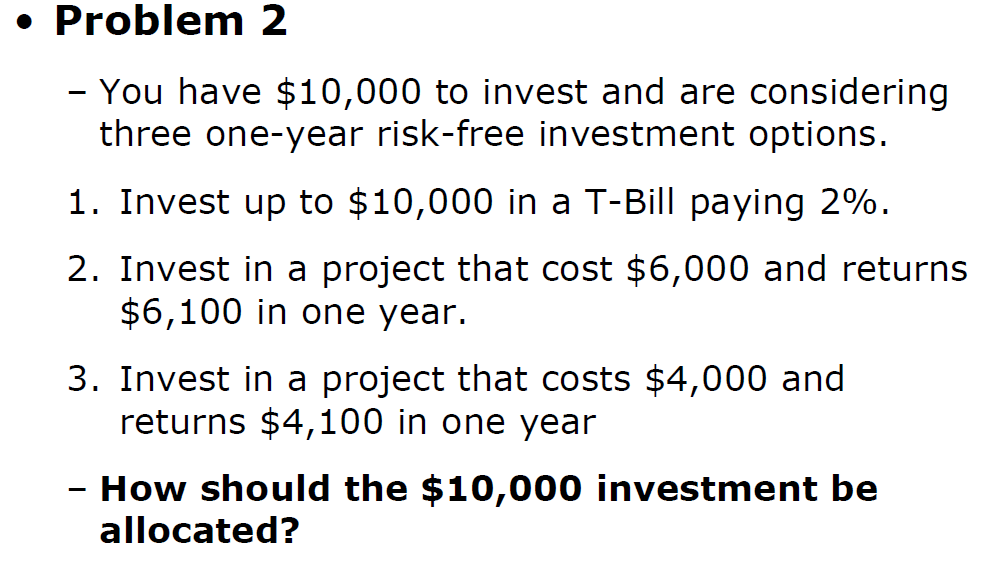 • Problem 2
– You have $10,000 to invest and are considering
three one-year risk-free investment options.
1. Invest up to $10,000 in a T-Bill paying 2%.
2. Invest in a project that cost $6,000 and returns
$6,100 in one year.
3. Invest in a project that costs $4,000 and
returns $4,100 in one year
– How should the $10,000 investment be
allocated?